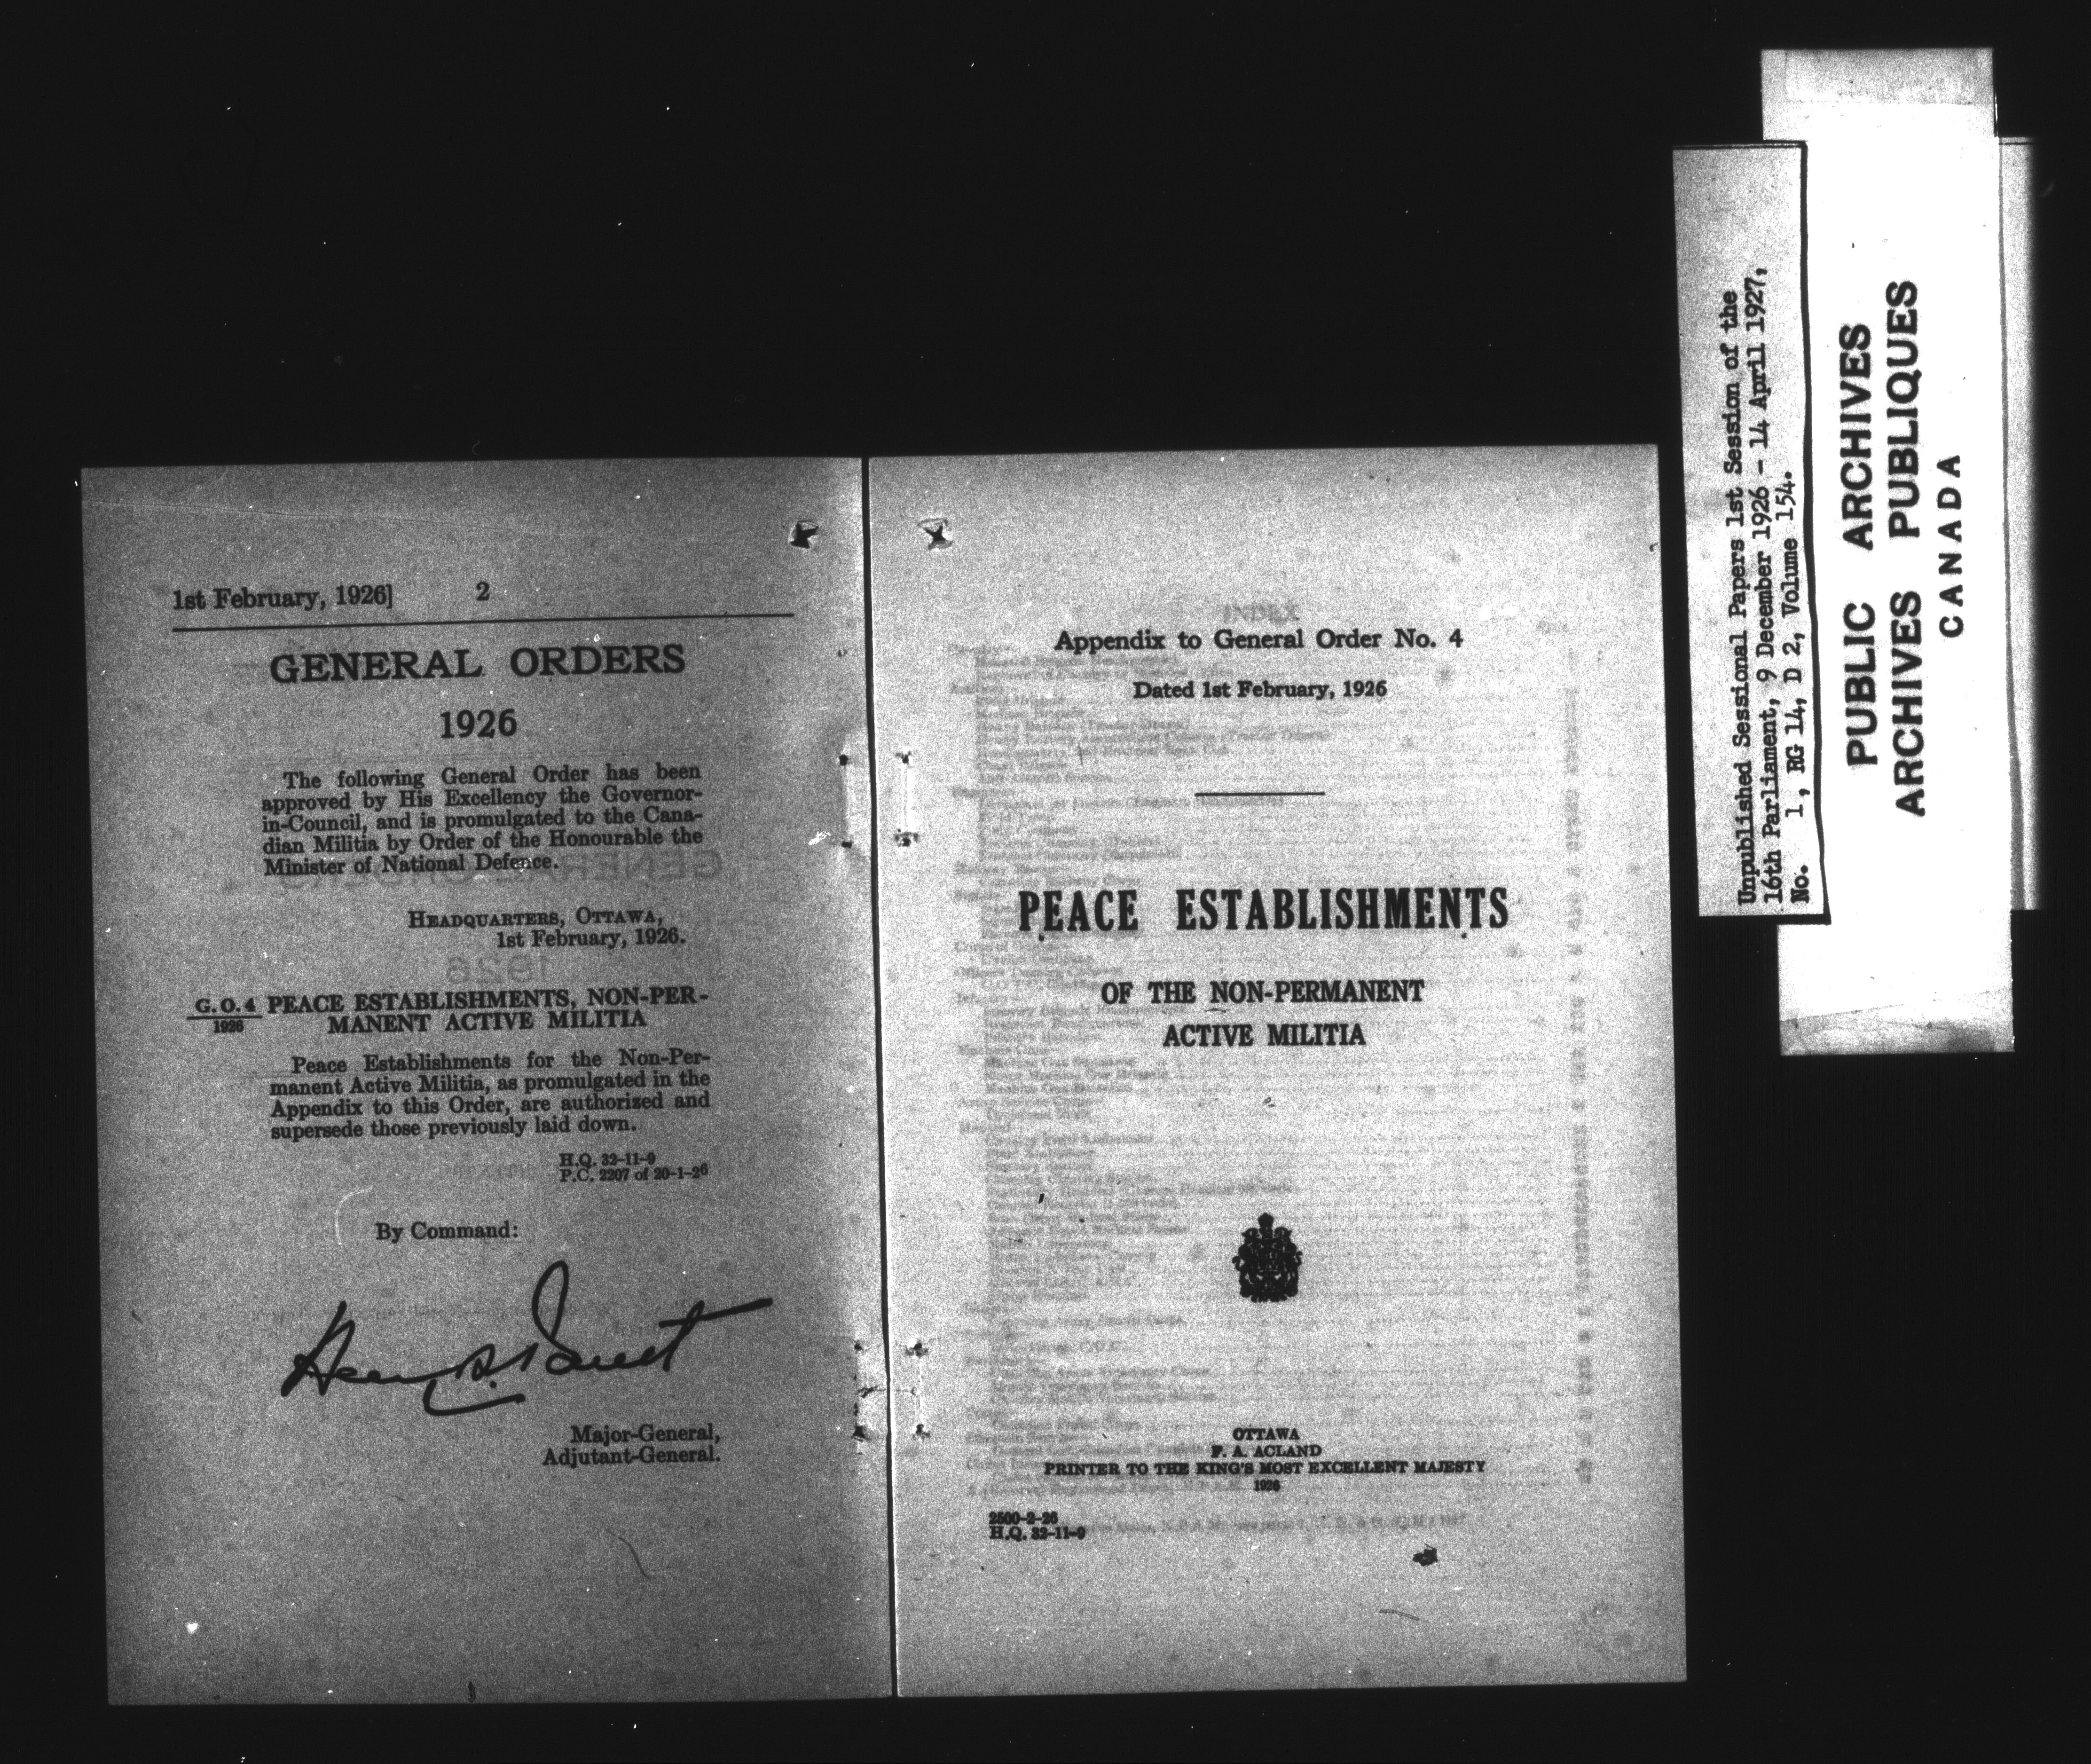 1st February, 1926] 2
GENERAL ORDERS
1926
The following General Order has been
approved by His Excellency the Governor-
in-Council, and is promulgated to the Cana-
dian Militia by Order of the Honourable the
Minister of National Defence.
HEADQUARTERS, OTTAWA,
1st February, 1926.
G.O. 4 PEACE ESTABLISHMENTS, NON-PER-
1926 MANENT ACTIVE MILITIA
Peace Establishments for the Non-Per-
manent Active Militia, as promulgated in the
Appendix to this Order, are authorized and
supersede those previously laid down.
H.Q. 32-11-9
P.C. 2207 of 20-1-26
By Command:
Major-General,
Adjutant-General.
Appendix to General Order No. 4
Dated 1st February, 1926
PEACE ESTABLISHMENTS
OF THE NON-PERMANENT
ACTIVE MILITIA
OTTAWA
F. A. ACLAND
PRINTER TO THE KING'S MOST EXCELLENT MAJESTY
1926
2500-2-26
H.Q. 32-11-9
Unpublished Sessional Papers 1st Session of the
16th Parliament, 9 December 1926 - 14 April 1927,
No. 1, RG 14, D 2, Volume 154.
PUBLIC ARCHIVES
ARCHIVES PUBLIQUES
CANADA